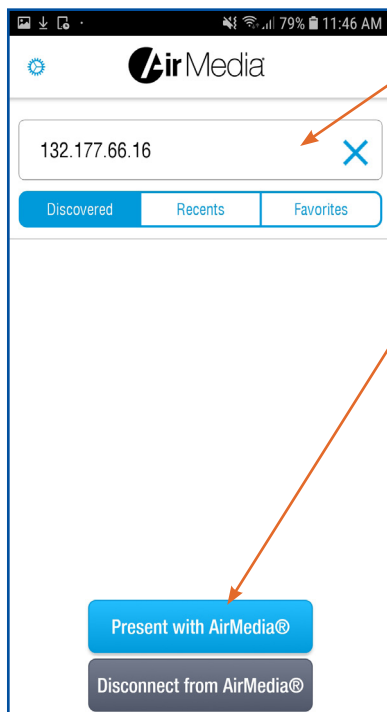 79% 11:46 AM
AirMedia
132.177.66.16
Discovered Recents Favorites
Present with AirMedia®
Disconnect from AirMedia®